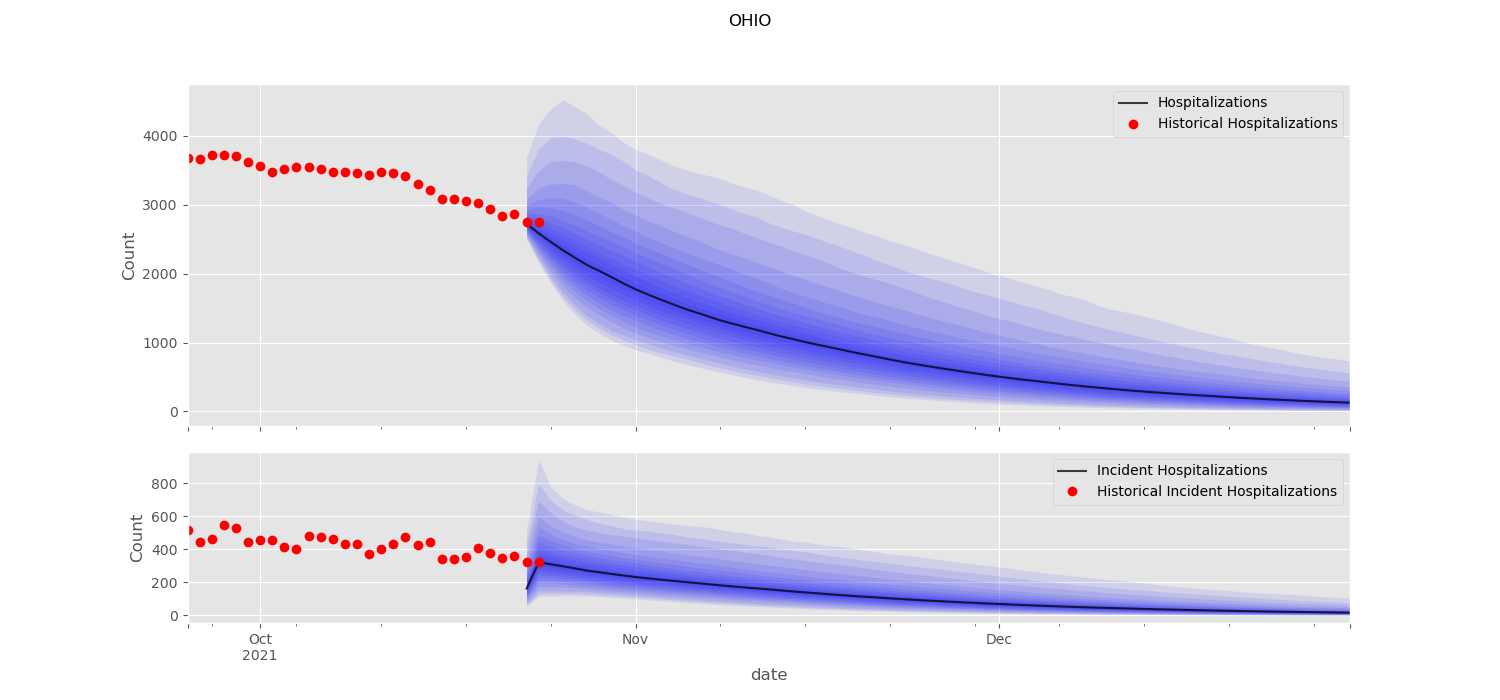 OHIO
Hospitalizations
Historical Hospitalizations
Count
4000
3000
2000
1000
0
Incident Hospitalizations
Historical Incident Hospitalizations
Count
800
600
400
200
0
Oct
2021
Nov
Dec
date